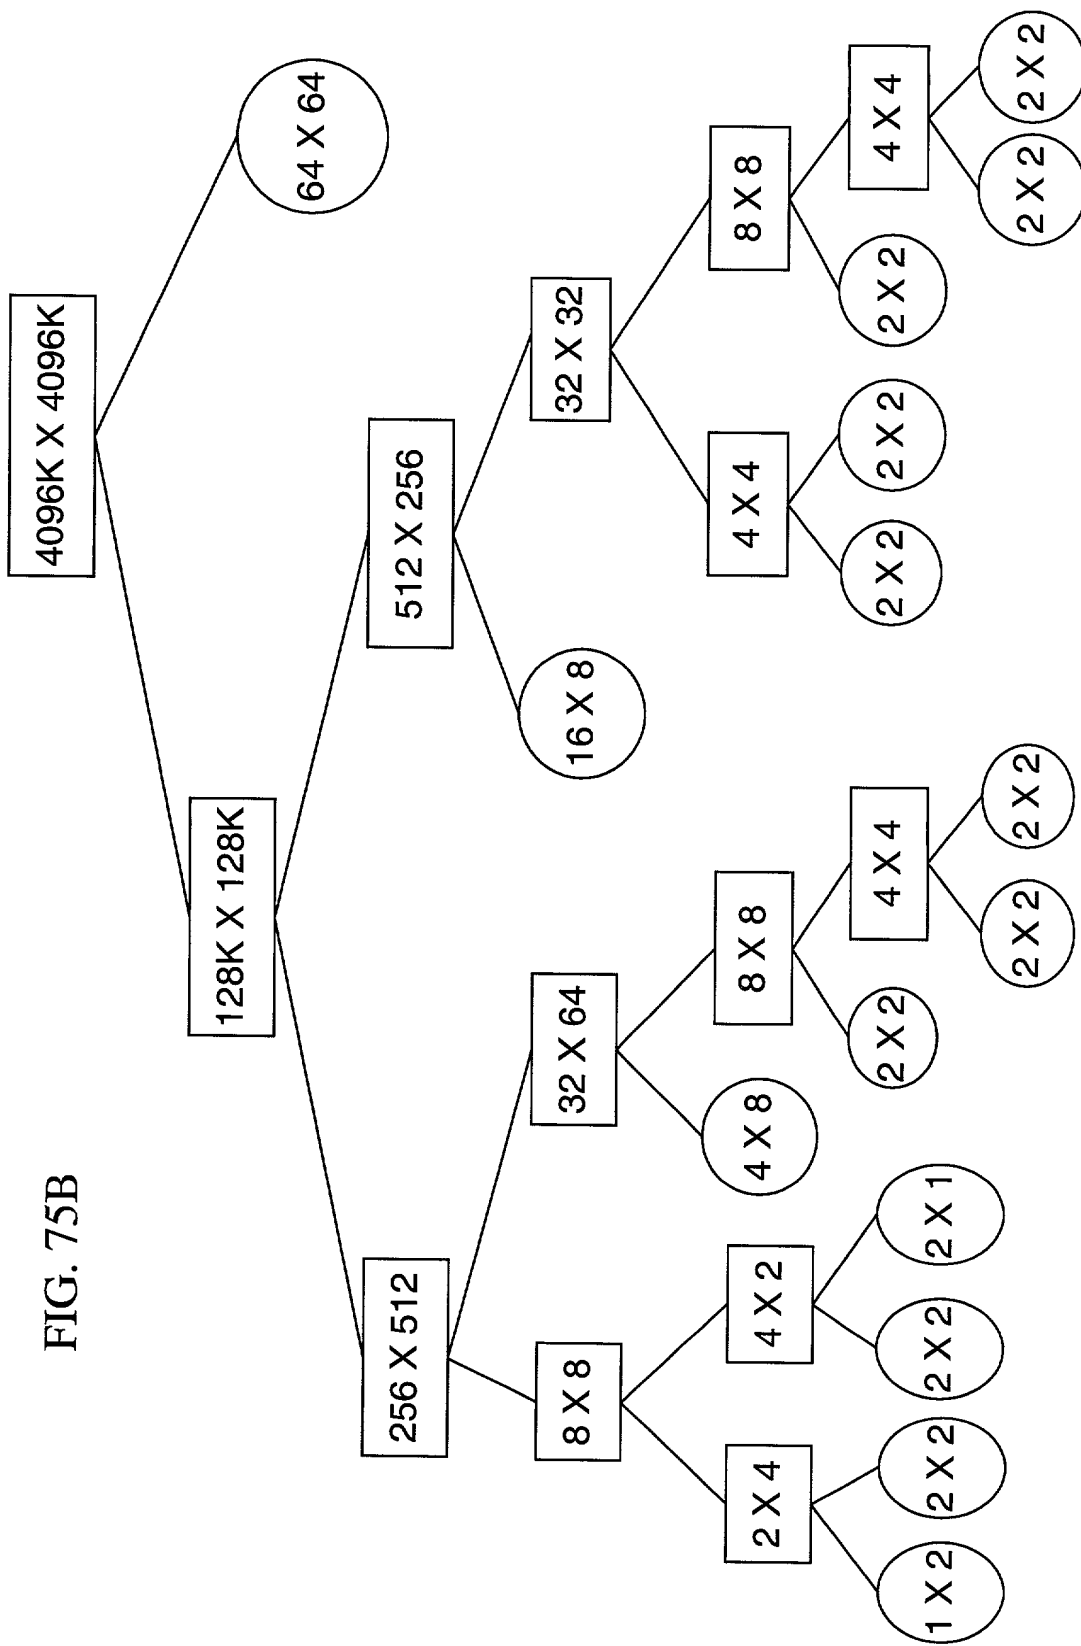 FIG. 75B
4096K X 4096K
128K X 128K
64 X 64
256 X 512
512 X 256
8 X 8
32 X 64
16 X 8
32 X 32
2 X 4
4 X 2
4 X 8
8 X 8
4 X 4
8 X 8
1 X 2
2 X 2
2 X 2
2 X 1
2 X 2
4 X 4
2 X 2
2 X 2
2 X 2
4 X 4
2 X 2
2 X 2
2 X 2
2 X 2